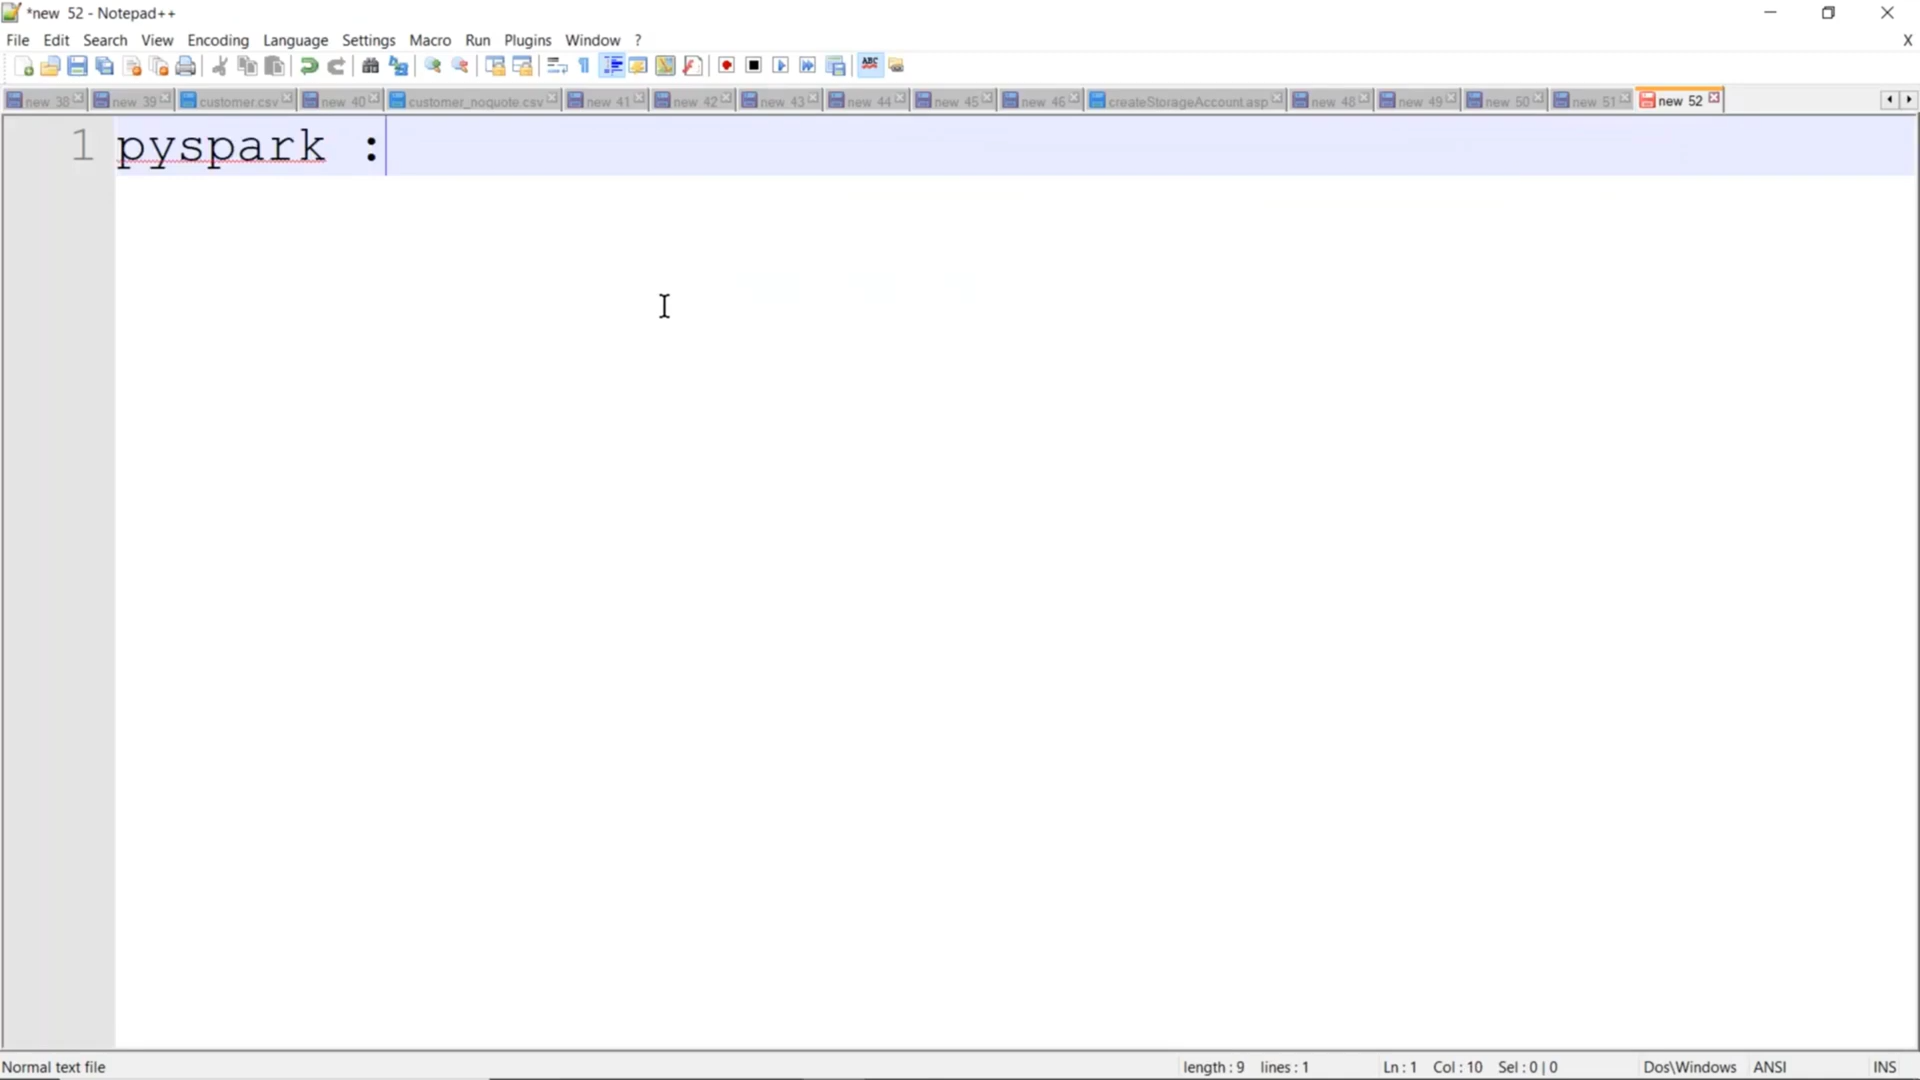 *new 52 - Notepad++
File Edit Search View Encoding Language Settings Macro Run Plugins Window ?
X
ABC
new 38 new 39 customer.csv new 40 customer_noquote.csv new 41 new 42 new 43 new 44 new 45 new 46 createStorageAccount.asp new 48 new 49 new 50 new 51 new 52
1 pyspark :
Normal text file length : 9 lines : 1 Ln : 1 Col : 10 Sel : 0 | 0 Dos\Windows ANSI INS